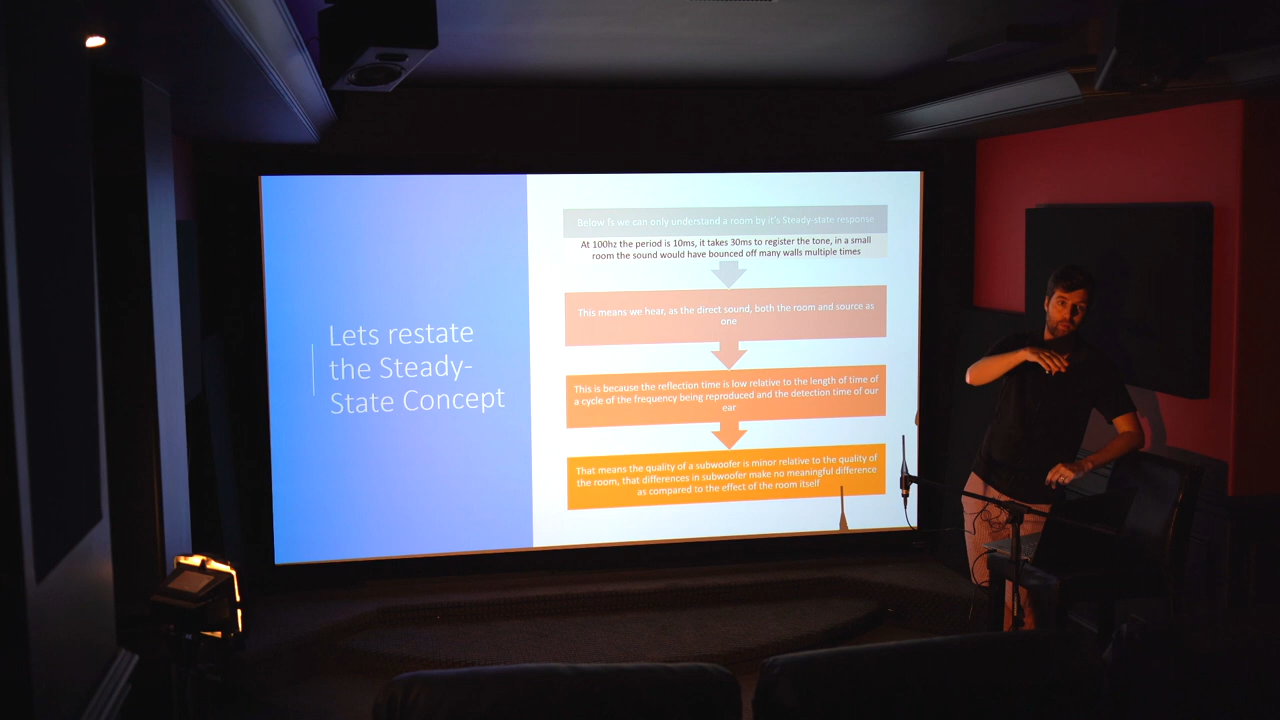 Lets restate
the Steady-
State Concept
Below fs we can only understand a room by it's Steady-state response
At 100hz the period is 10ms, it takes 30ms to register the tone, in a small
room the sound would have bounced off many walls multiple times
This means we hear, as the direct sound, both the room and source as
one
This is because the reflection time is low relative to the length of time of
a cycle of the frequency being reproduced and the detection time of our
ear
That means the quality of a subwoofer is minor relative to the quality of
the room, that differences in subwoofer make no meaningful difference
as compared to the effect of the room itself